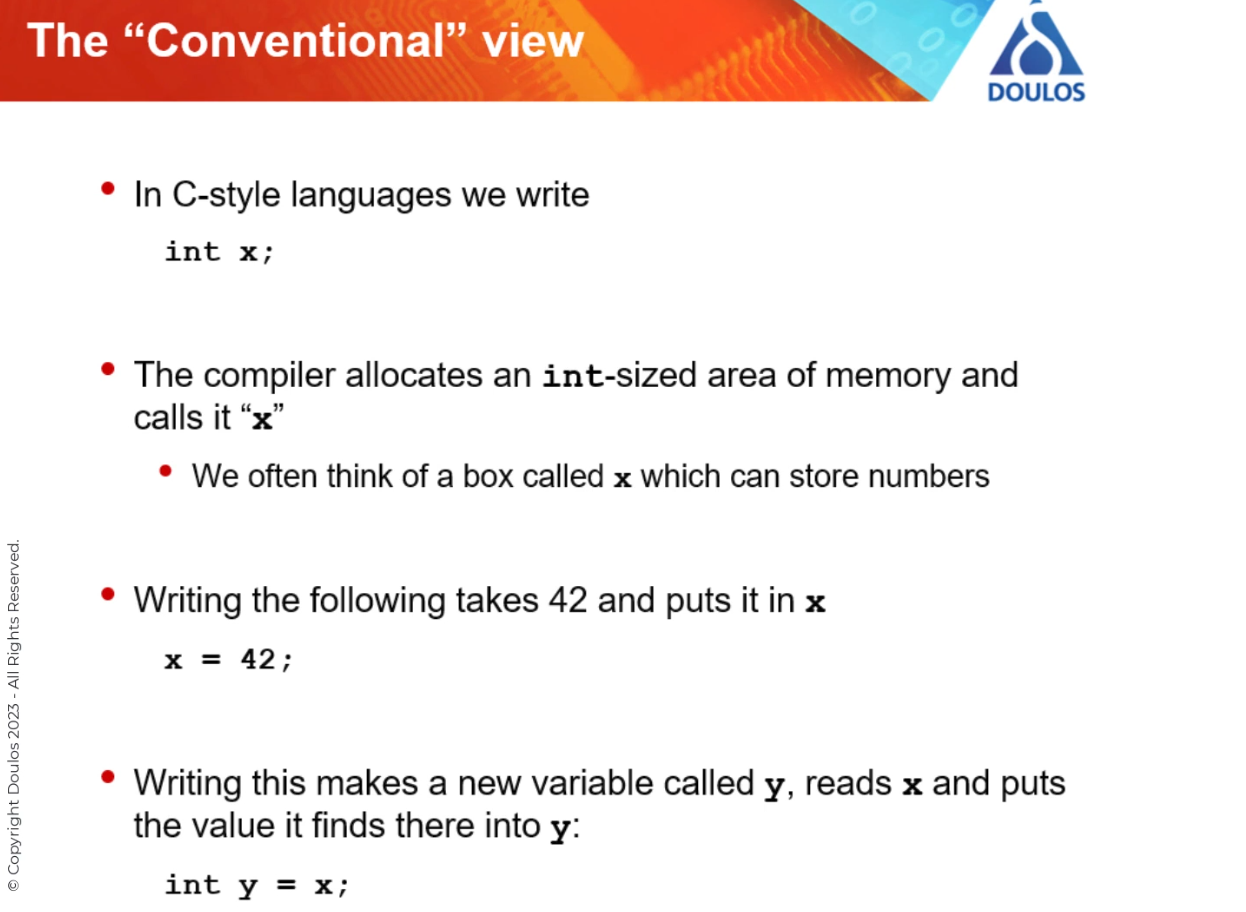 The “Conventional” view
DOULOS
In C-style languages we write
int x;
The compiler allocates an int-sized area of memory and
calls it “x”
We often think of a box called x which can store numbers
Writing the following takes 42 and puts it in x
x = 42;
Writing this makes a new variable called y, reads x and puts
the value it finds there into y:
int y = x;
© Copyright Doulos 2023 - All Rights Reserved.